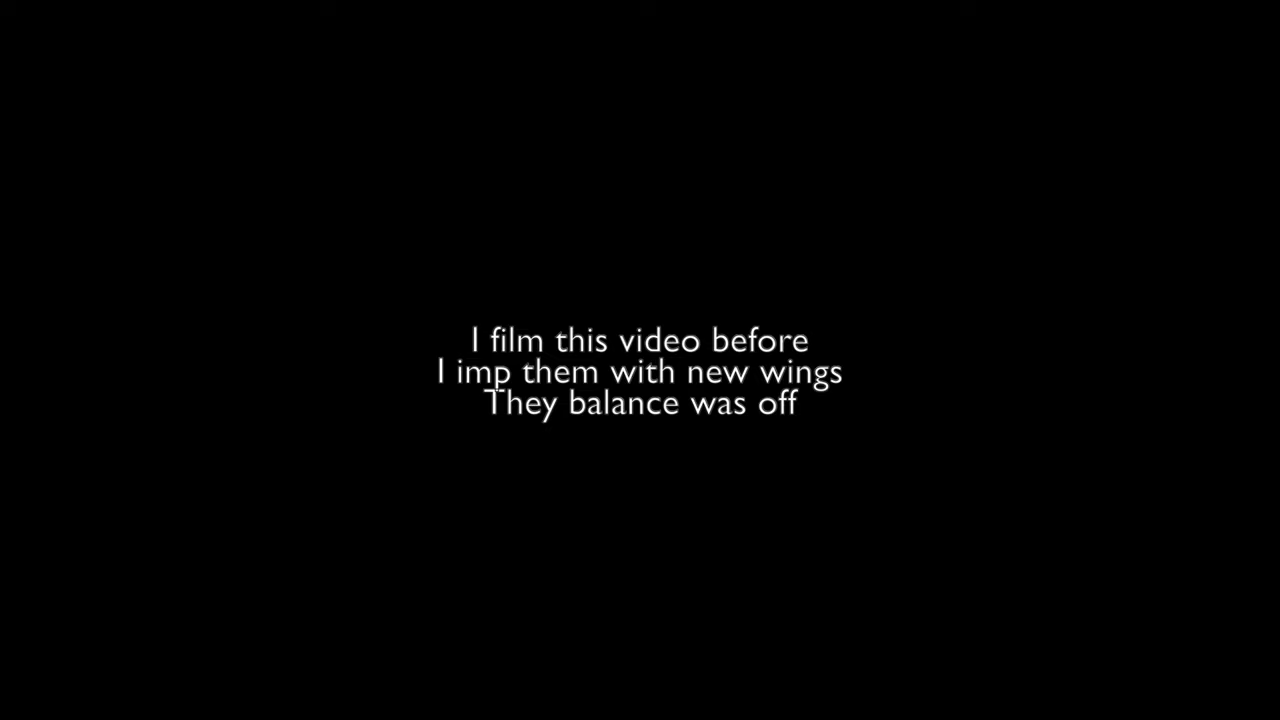 I film this video before
I imp them with new wings
They balance was off